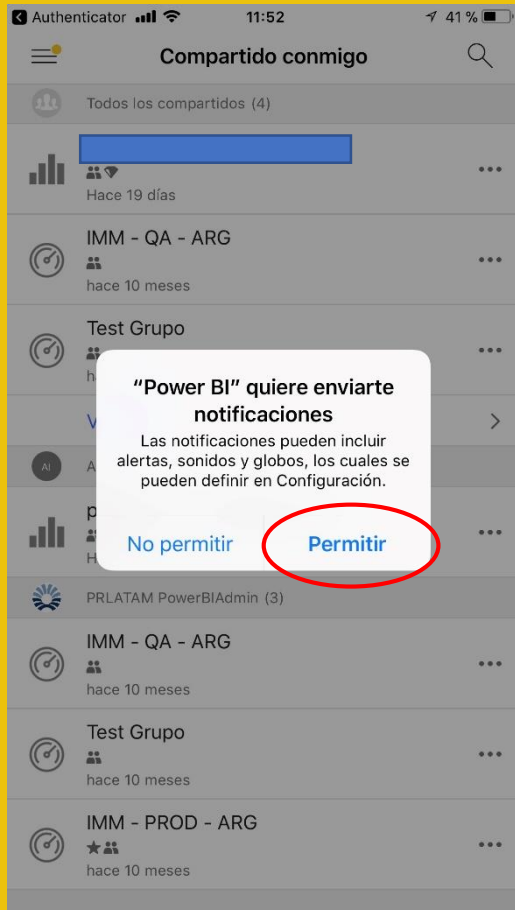 Authenticator 11:52 41 %
Compartido conmigo
Todos los compartidos (4)
Hace 19 días
IMM - QA - ARG
hace 10 meses
Test Grupo
"Power BI" quiere enviarte
notificaciones
Las notificaciones pueden incluir
alertas, sonidos y globos, los cuales se
pueden definir en Configuración.
AI
No permitir Permitir
PRLATAM PowerBIAdmin (3)
IMM - QA - ARG
hace 10 meses
Test Grupo
hace 10 meses
IMM - PROD - ARG
hace 10 meses